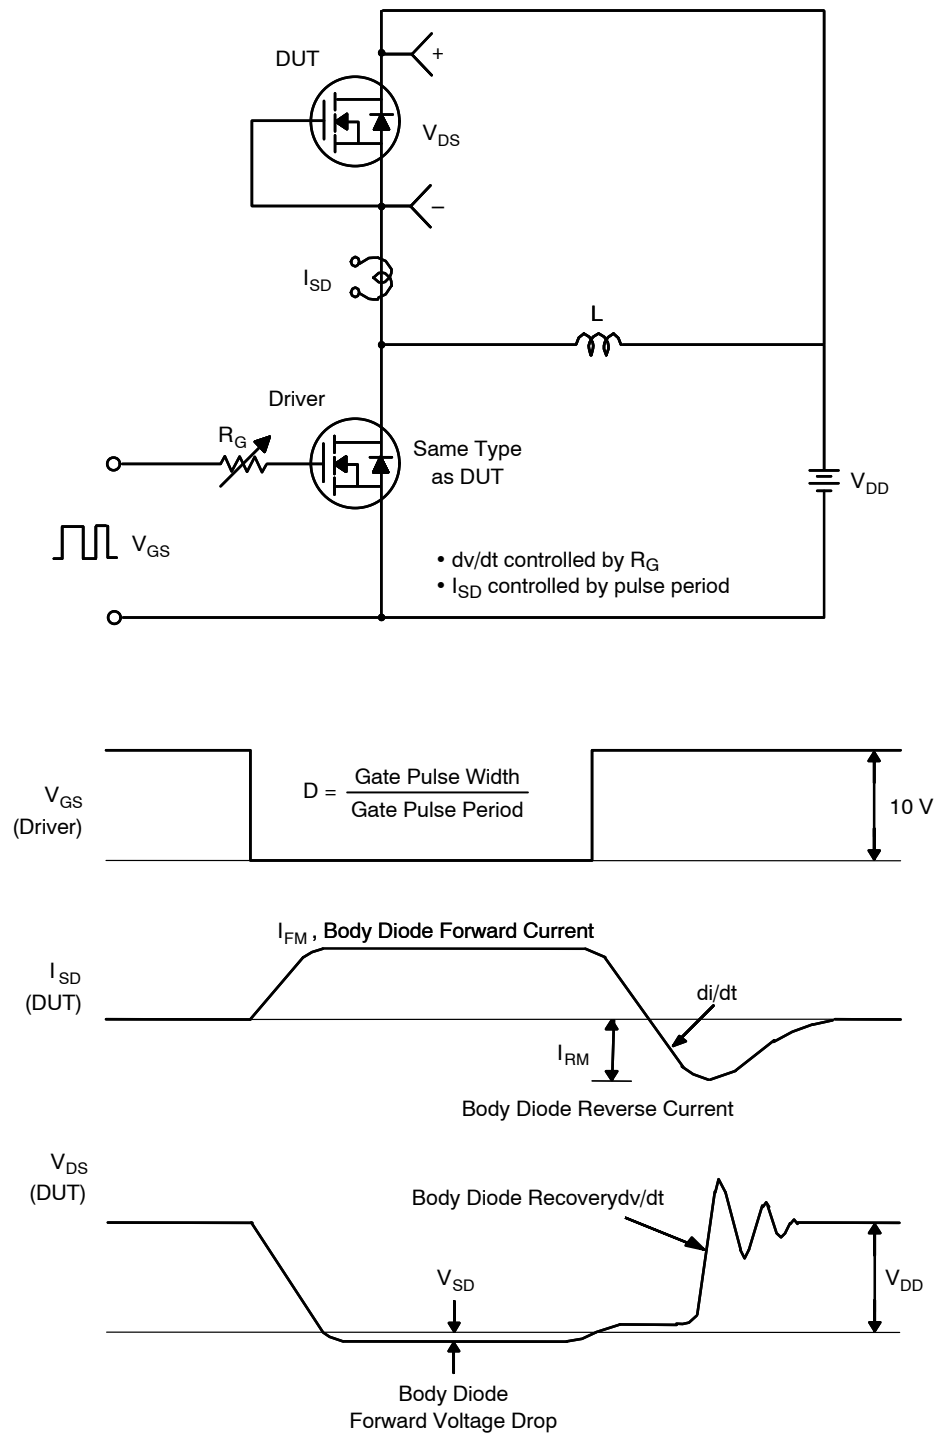 DUT
+
V_DS
–
I_SD
L
Driver
R_G
Same Type
as DUT
V_DD
V_GS
• dv/dt controlled by R_G
• I_SD controlled by pulse period
V_GS
(Driver)
D = Gate Pulse Width
Gate Pulse Period
10 V
I_FM , Body Diode Forward Current
I_SD
(DUT)
di/dt
I_RM
Body Diode Reverse Current
V_DS
(DUT)
Body Diode Recoverydv/dt
V_SD
V_DD
Body Diode
Forward Voltage Drop